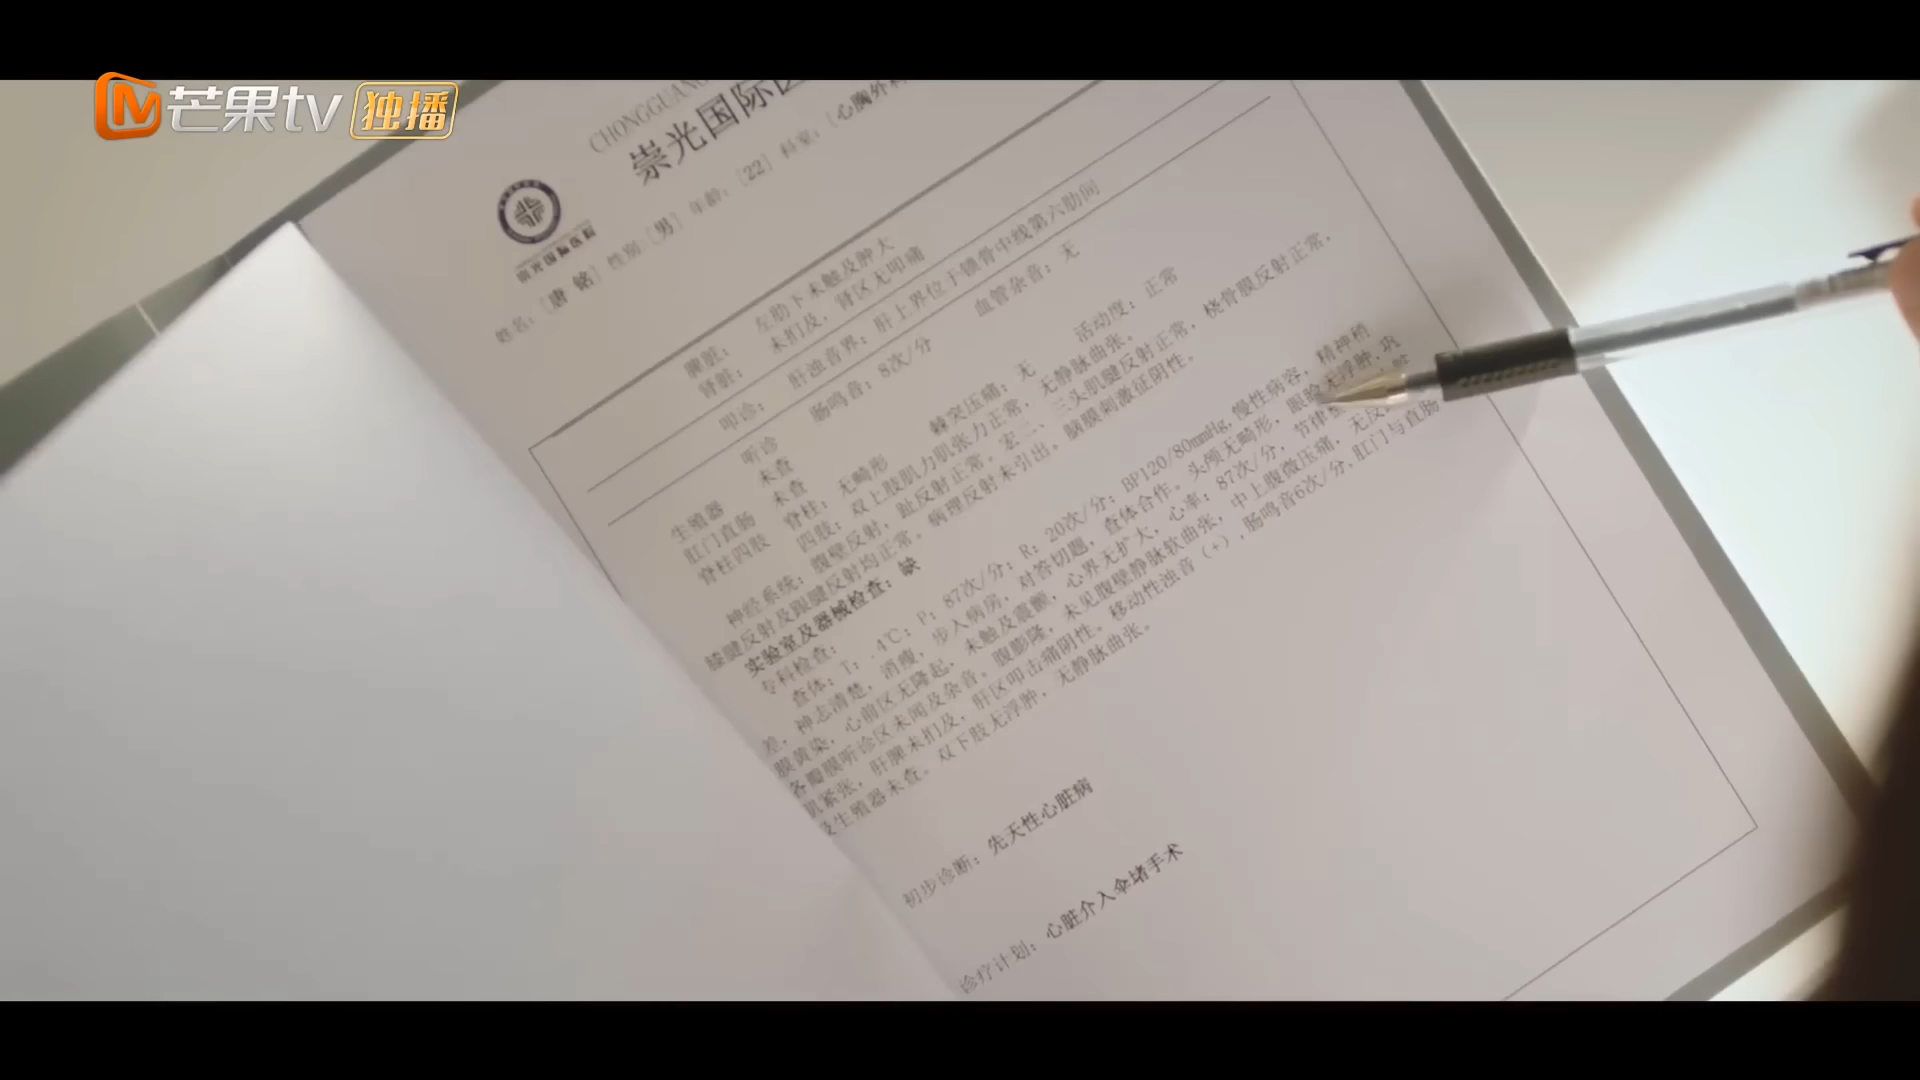 芒果tv 独播
CHONGGUANG
崇光国际医
崇光国际医院
姓名：[唐 铭] 性别[男] 年龄：[22] 科室：[心胸外科
脾脏： 左肋下未触及肿大
肾脏： 未扪及，肾区无叩痛
叩诊： 肝浊音界：肝上界位于锁骨中线第六肋间
听诊 肠鸣音：8次/分 血管杂音：无
生殖器 未查
肛门直肠 未查
脊柱四肢 脊柱：无畸形 棘突压痛：无 活动度：正常
四肢：双上肢肌力肌张力正常，无静脉曲张。
神经系统：腹壁反射，趾反射正常。宏二、三头肌腱反射正常，桡骨膜反射正常，
膝腱反射及跟腱反射均正常。病理反射未引出。脑膜刺激征阴性。
实验室及器械检查：缺
专科检查：
查体：T： .4℃；P：87次/分；R：20次/分；BP120/80mmHg,慢性病容，精神稍
差，神志清楚，消瘦，步入病房，对答切题，查体合作。头颅无畸形，眼睑无浮肿,巩
膜黄染，心前区无隆起，未触及震颤，心界无扩大，心率：87次/分，节律整
各瓣膜听诊区未闻及杂音。腹膨隆，未见腹壁静脉软曲张，中上腹微压痛，无反
肌紧张，肝脾未扪及，肝区叩击痛阴性。移动性浊音（+）,肠鸣音6次/分,肛门与直肠
及生殖器未查。双下肢无浮肿，无静脉曲张。
初步诊断：先天性心脏病
诊疗计划：心脏介入伞堵手术